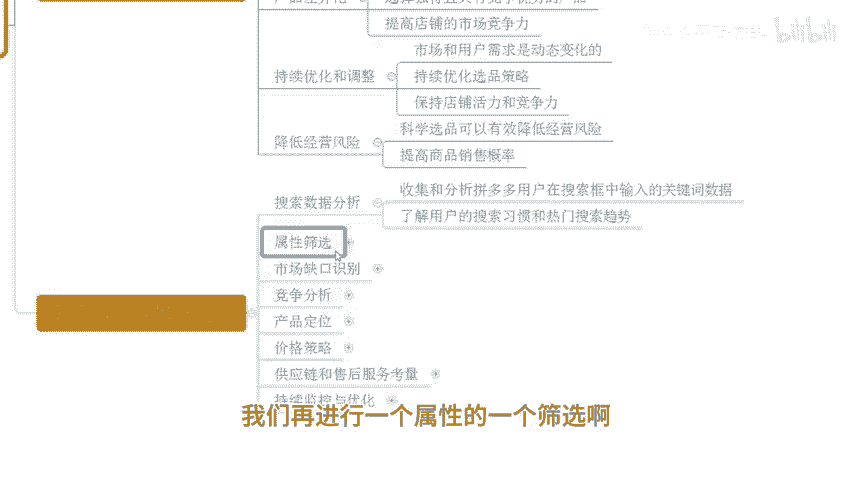 提高店铺的市场竞争力
市场和用户需求是动态变化的
持续优化和调整
持续优化选品策略
保持店铺活力和竞争力
科学选品可以有效降低经营风险
降低经营风险
提高商品销售概率
收集和分析拼多多用户在搜索框中输入的关键词数据
搜索数据分析
了解用户的搜索习惯和热门搜索趋势
属性筛选
市场缺口识别
竞争分析
产品定位
价格策略
供应链和售后服务考量
持续监控与优化
我们再进行一个属性的一个筛选啊
bilibili